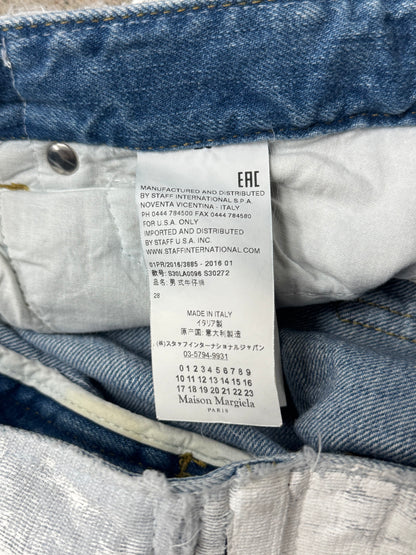 EAC
MANUFACTURED AND DISTRIBUTED
BY STAFF INTERNATIONAL S.P.A.
NOVENTA VICENTINA - ITALY
PH 0444 784500 FAX 0444 784580
FOR U.S.A. ONLY
IMPORTED AND DISTRIBUTED
BY STAFF U.S.A. INC.
WWW.STAFFINTERNATIONAL.COM
01PR/2016/3885 - 2016 01
款号: S30LA0096 S30272
品名: 男式牛仔裤
28
MADE IN ITALY
イタリア製
原产国: 意大利製造
(株)スタッフインターナショナルジャパン
03-5794-9931
0 1 2 3 4 5 6 7 8 9
10 11 12 13 14 15 16
17 18 19 20 21 22 23
Maison Margiela
PARIS